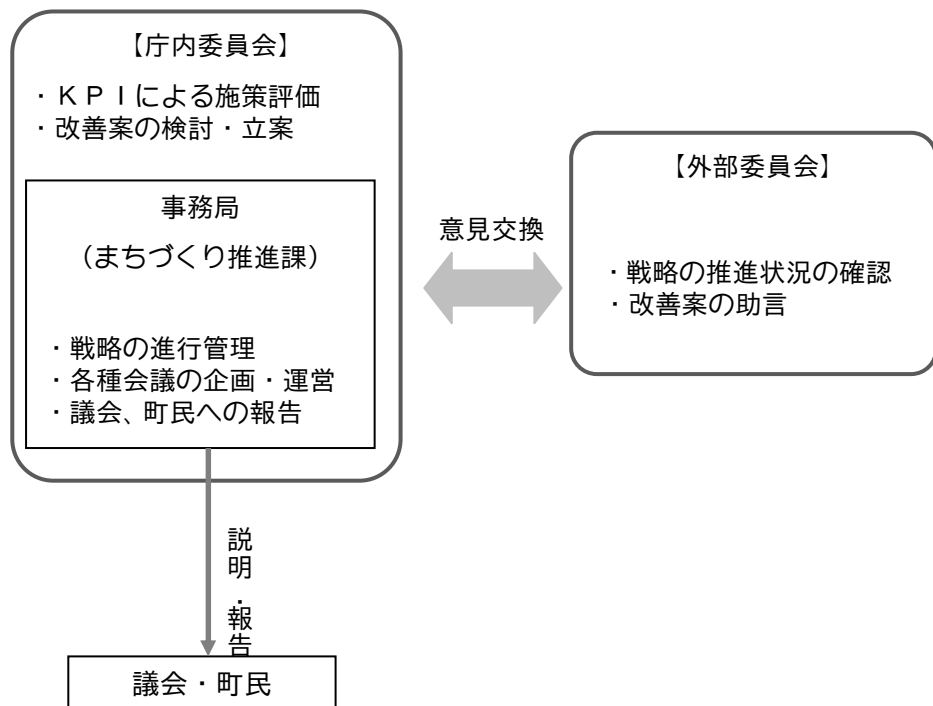 【庁内委員会】
・ＫＰＩによる施策評価
・改善案の検討・立案
事務局
（まちづくり推進課）
・戦略の進行管理
・各種会議の企画・運営
・議会、町民への報告
意見交換
【外部委員会】
・戦略の推進状況の確認
・改善案の助言
説明・報告
議会・町民